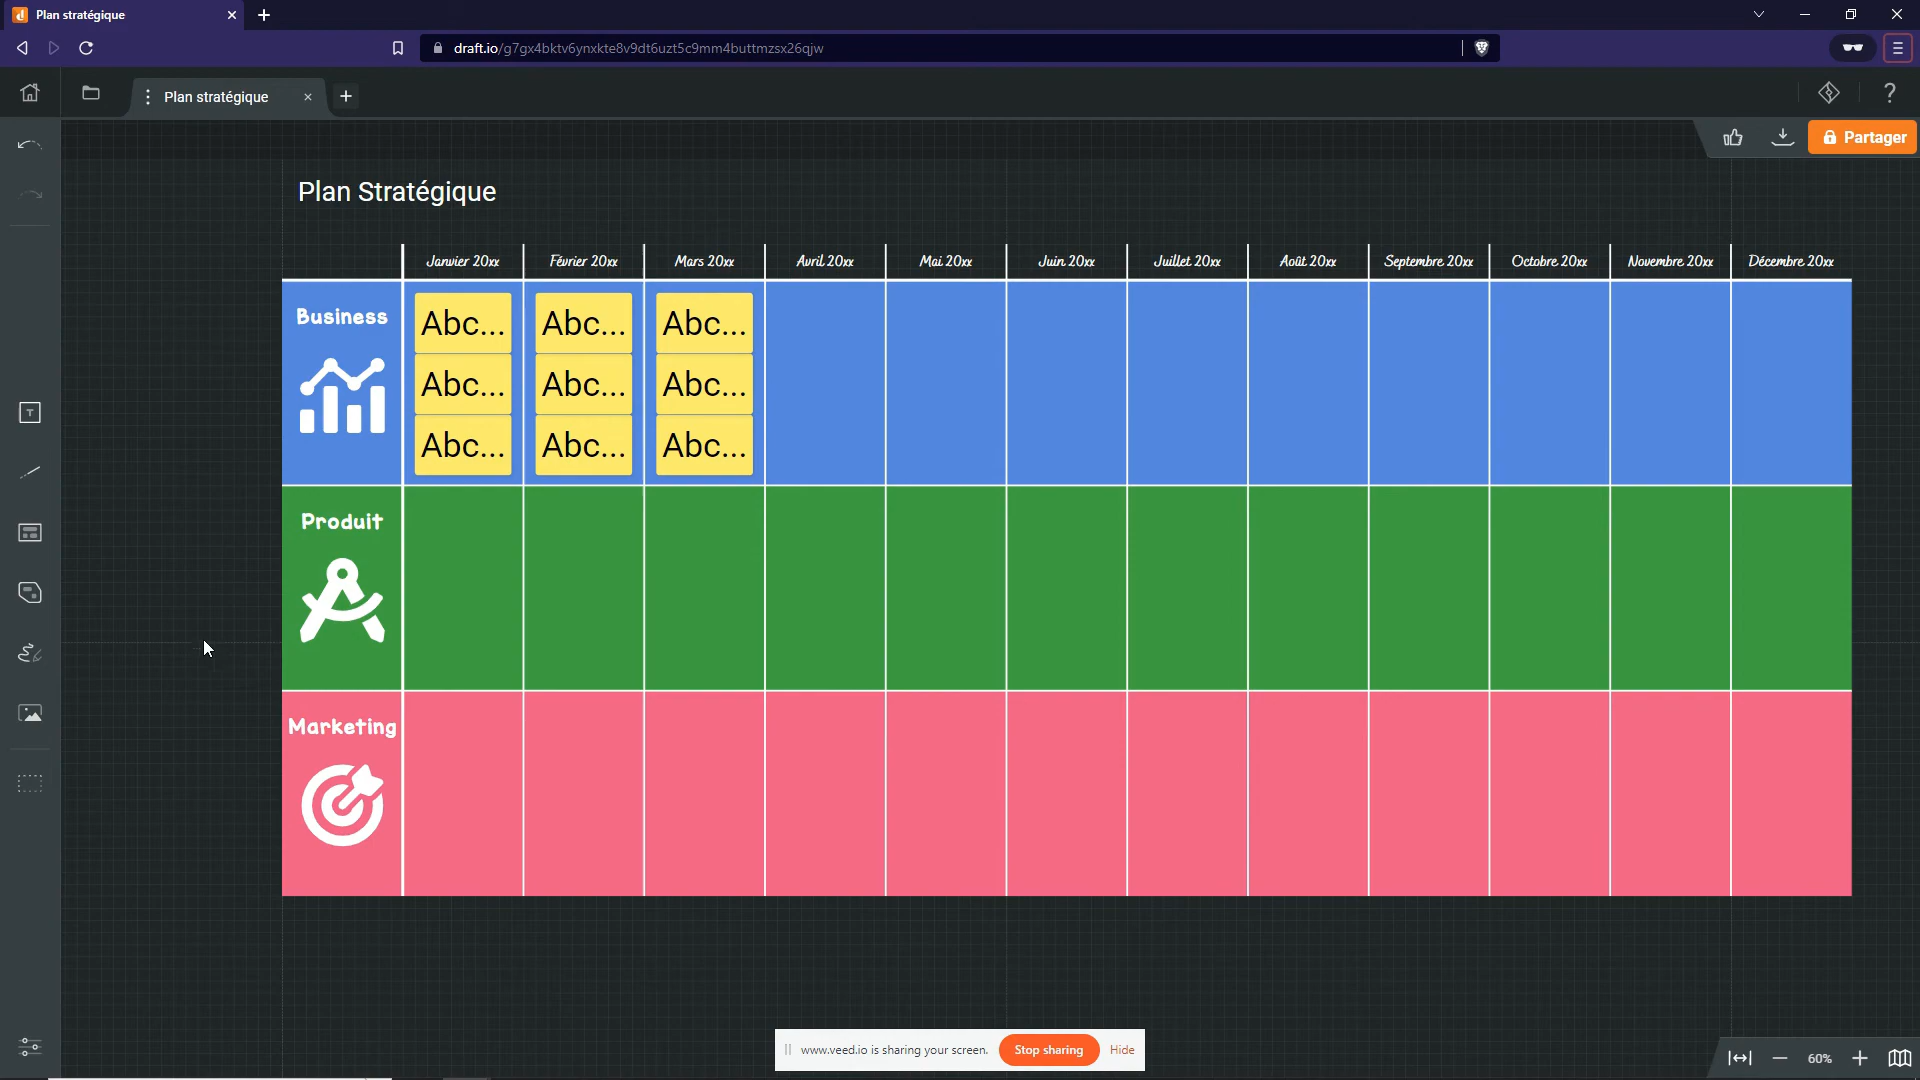 Plan stratégique
draft.io/g7gx4bktv6ynxkte8v9dt6uzt5c9mm4buttmzsx26qjw
Plan stratégique
Partager
Plan Stratégique
Janvier 20xx Février 20xx Mars 20xx Avril 20xx Mai 20xx Juin 20xx Juillet 20xx Août 20xx Septembre 20xx Octobre 20xx Novembre 20xx Décembre 20xx
Business
Abc... Abc... Abc...
Abc... Abc... Abc...
Abc... Abc... Abc...
Produit
Marketing
www.veed.io is sharing your screen. Stop sharing Hide
60%